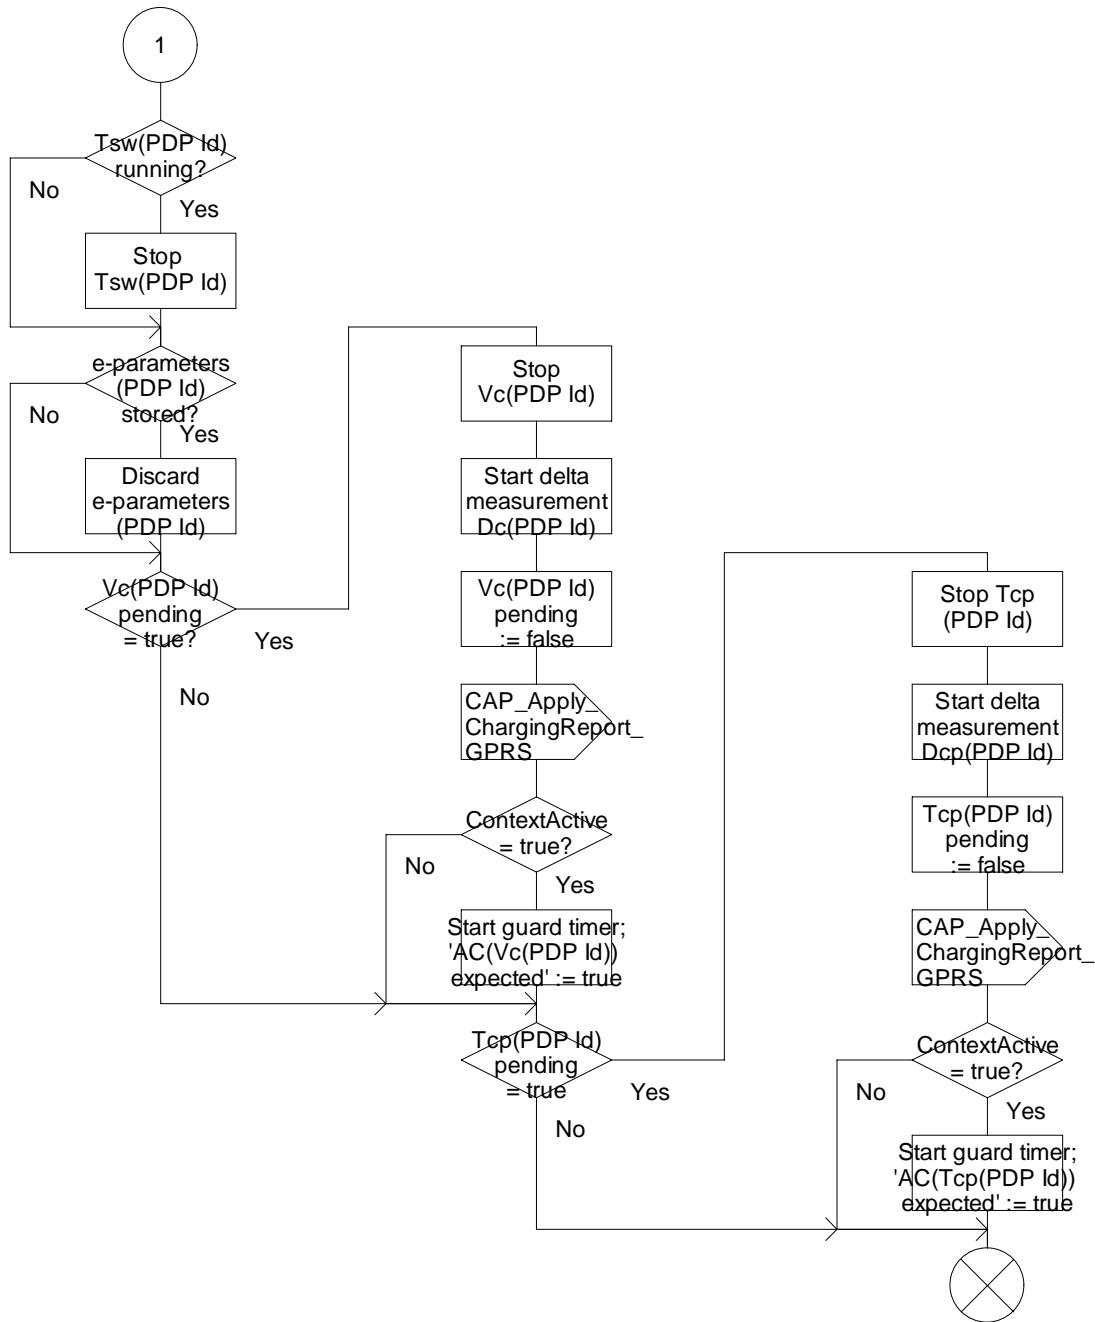 1
Tsw(PDP Id)
running?
No
Yes
Stop
Tsw(PDP Id)
e-parameters
(PDP Id)
stored?
No
Yes
Discard
e-parameters
(PDP Id)
Vc(PDP Id)
pending
= true?
Yes
No
Stop
Vc(PDP Id)
Start delta
measurement
Dc(PDP Id)
Vc(PDP Id)
pending
:= false
CAP_Apply_
ChargingReport_
GPRS
ContextActive
= true?
No
Yes
Start guard timer;
'AC(Vc(PDP Id))
expected' := true
Tcp(PDP Id)
pending
= true
Yes
No
Stop Tcp
(PDP Id)
Start delta
measurement
Dcp(PDP Id)
Tcp(PDP Id)
pending
:= false
CAP_Apply_
ChargingReport_
GPRS
ContextActive
= true?
No
Yes
Start guard timer;
'AC(Tcp(PDP Id))
expected' := true